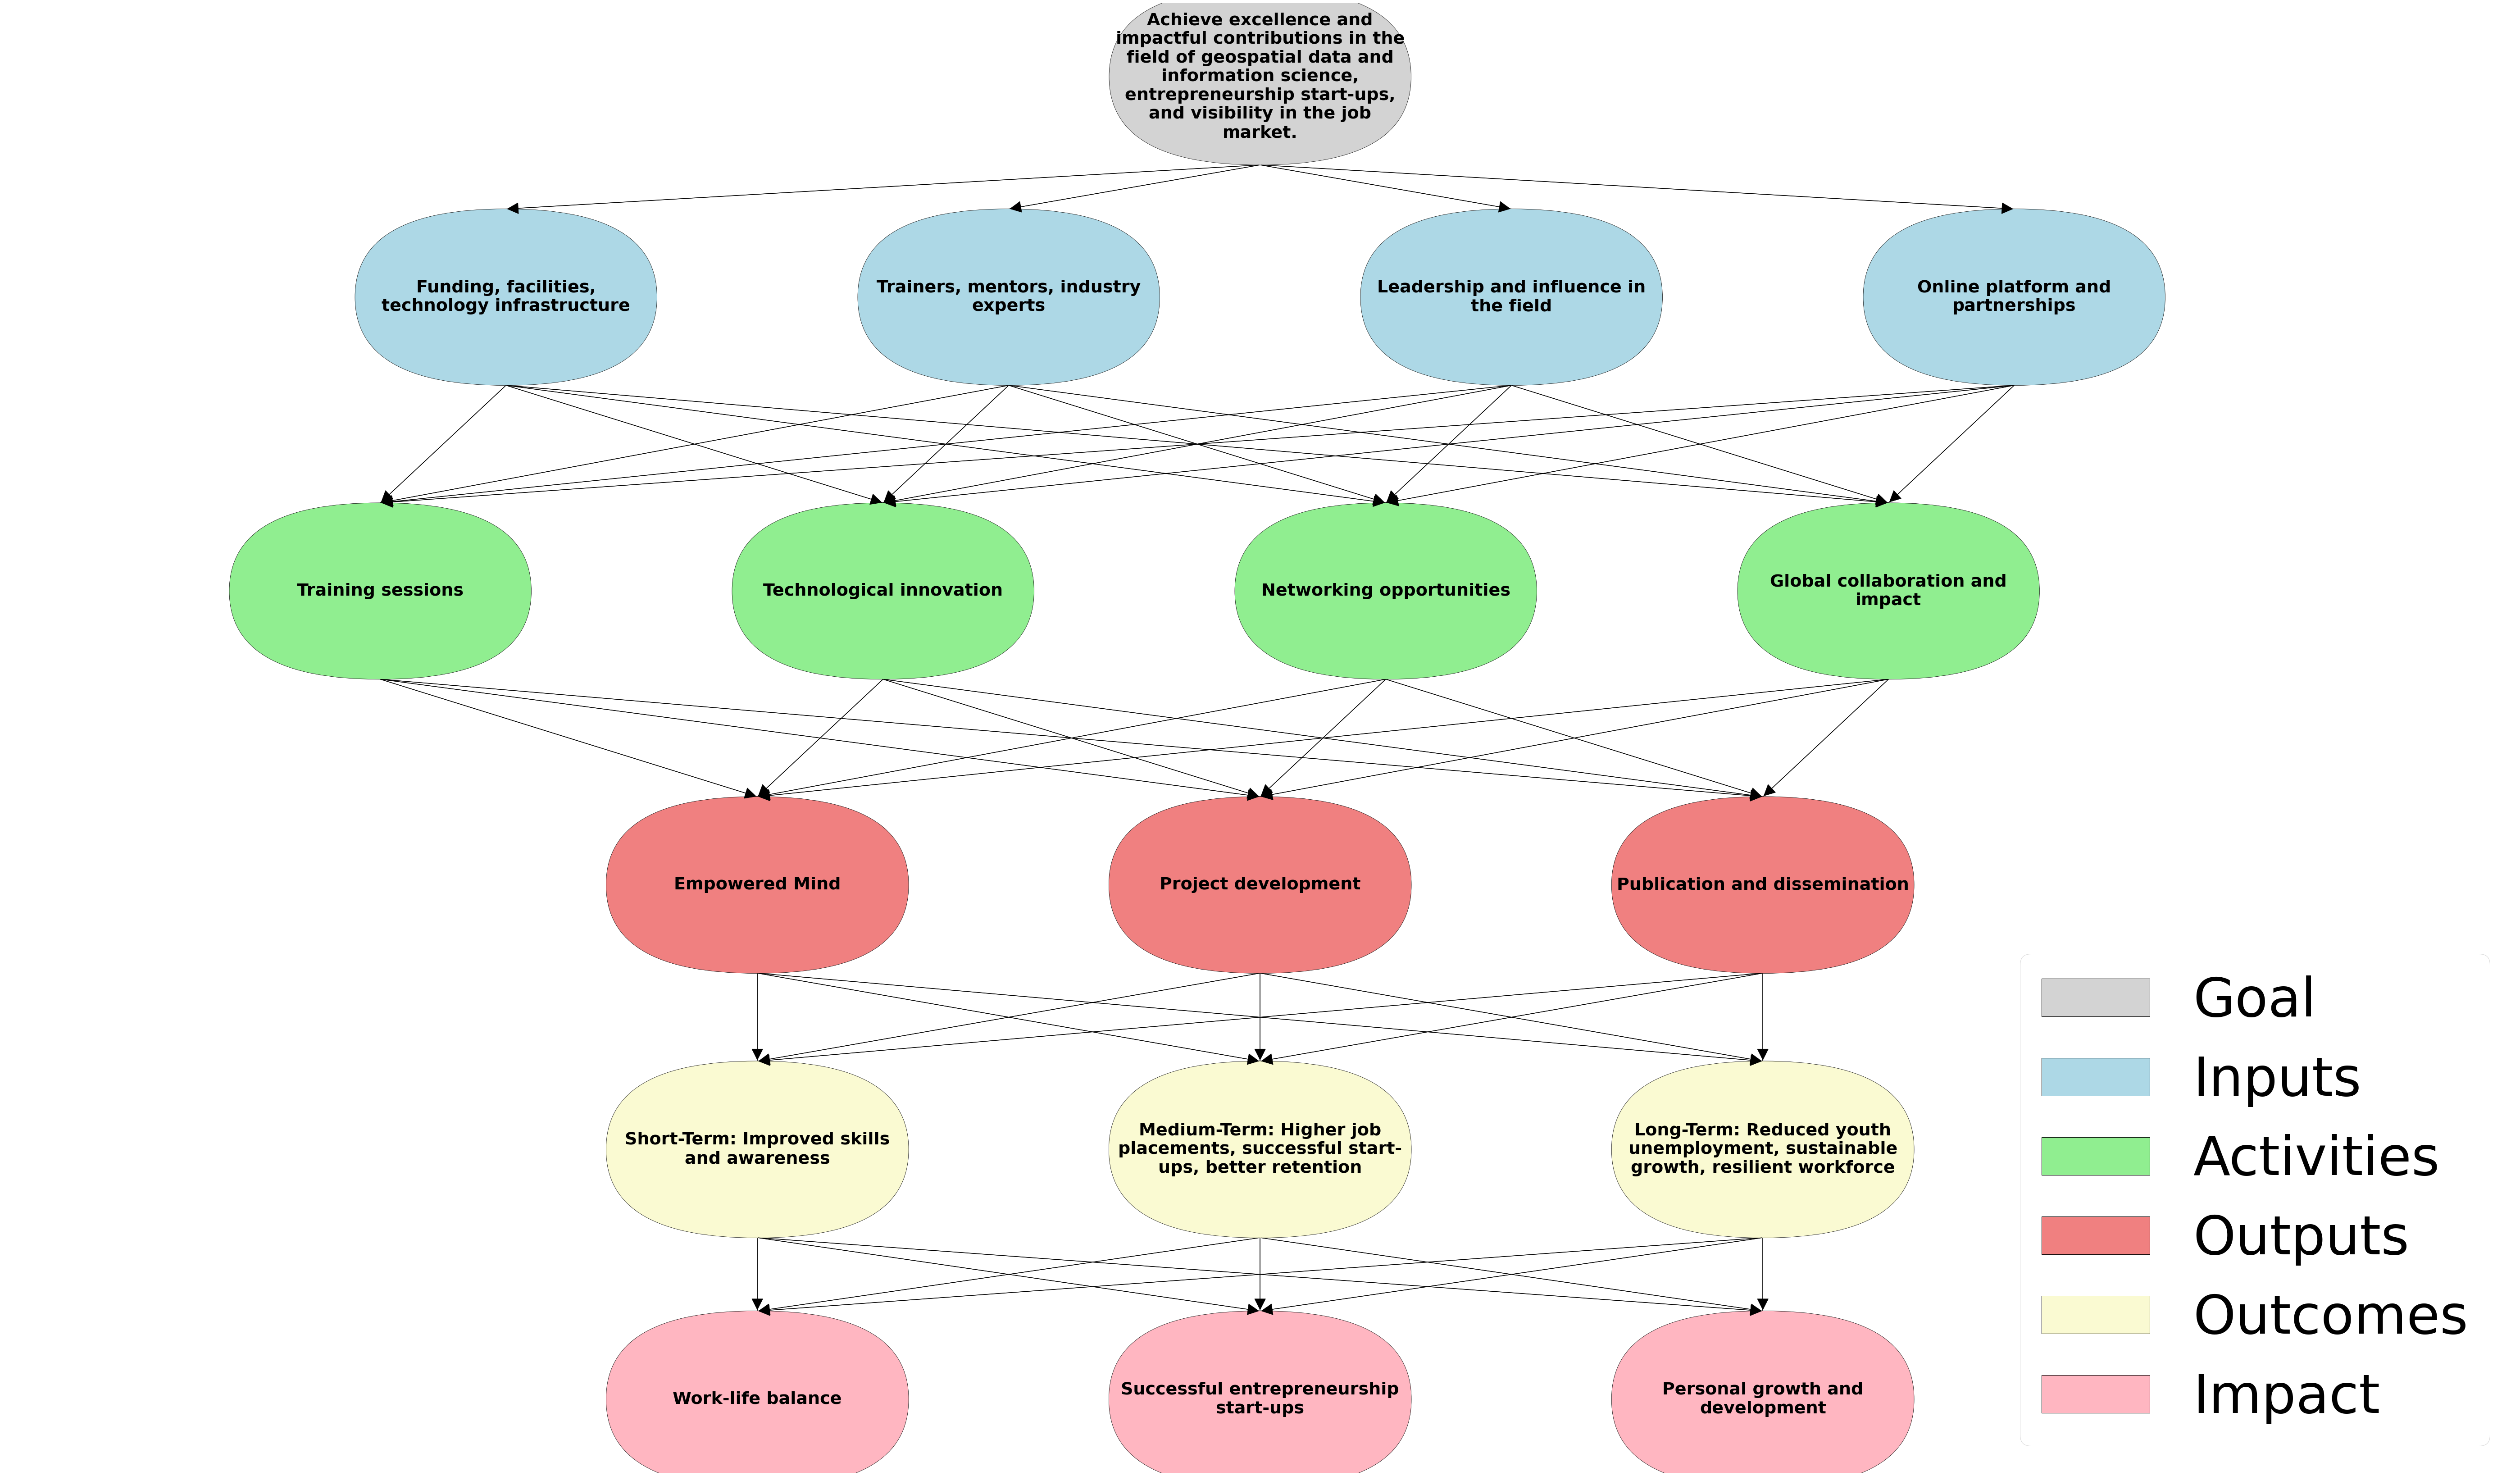 Achieve excellence and
impactful contributions in the
field of geospatial data and
information science,
entrepreneurship start-ups,
and visibility in the job
market.
Funding, facilities,
technology infrastructure
Trainers, mentors, industry
experts
Leadership and influence in
the field
Online platform and
partnerships
Training sessions
Technological innovation
Networking opportunities
Global collaboration and
impact
Empowered Mind
Project development
Publication and dissemination
Short-Term: Improved skills
and awareness
Medium-Term: Higher job
placements, successful start-
ups, better retention
Long-Term: Reduced youth
unemployment, sustainable
growth, resilient workforce
Work-life balance
Successful entrepreneurship
start-ups
Personal growth and
development
Goal
Inputs
Activities
Outputs
Outcomes
Impact